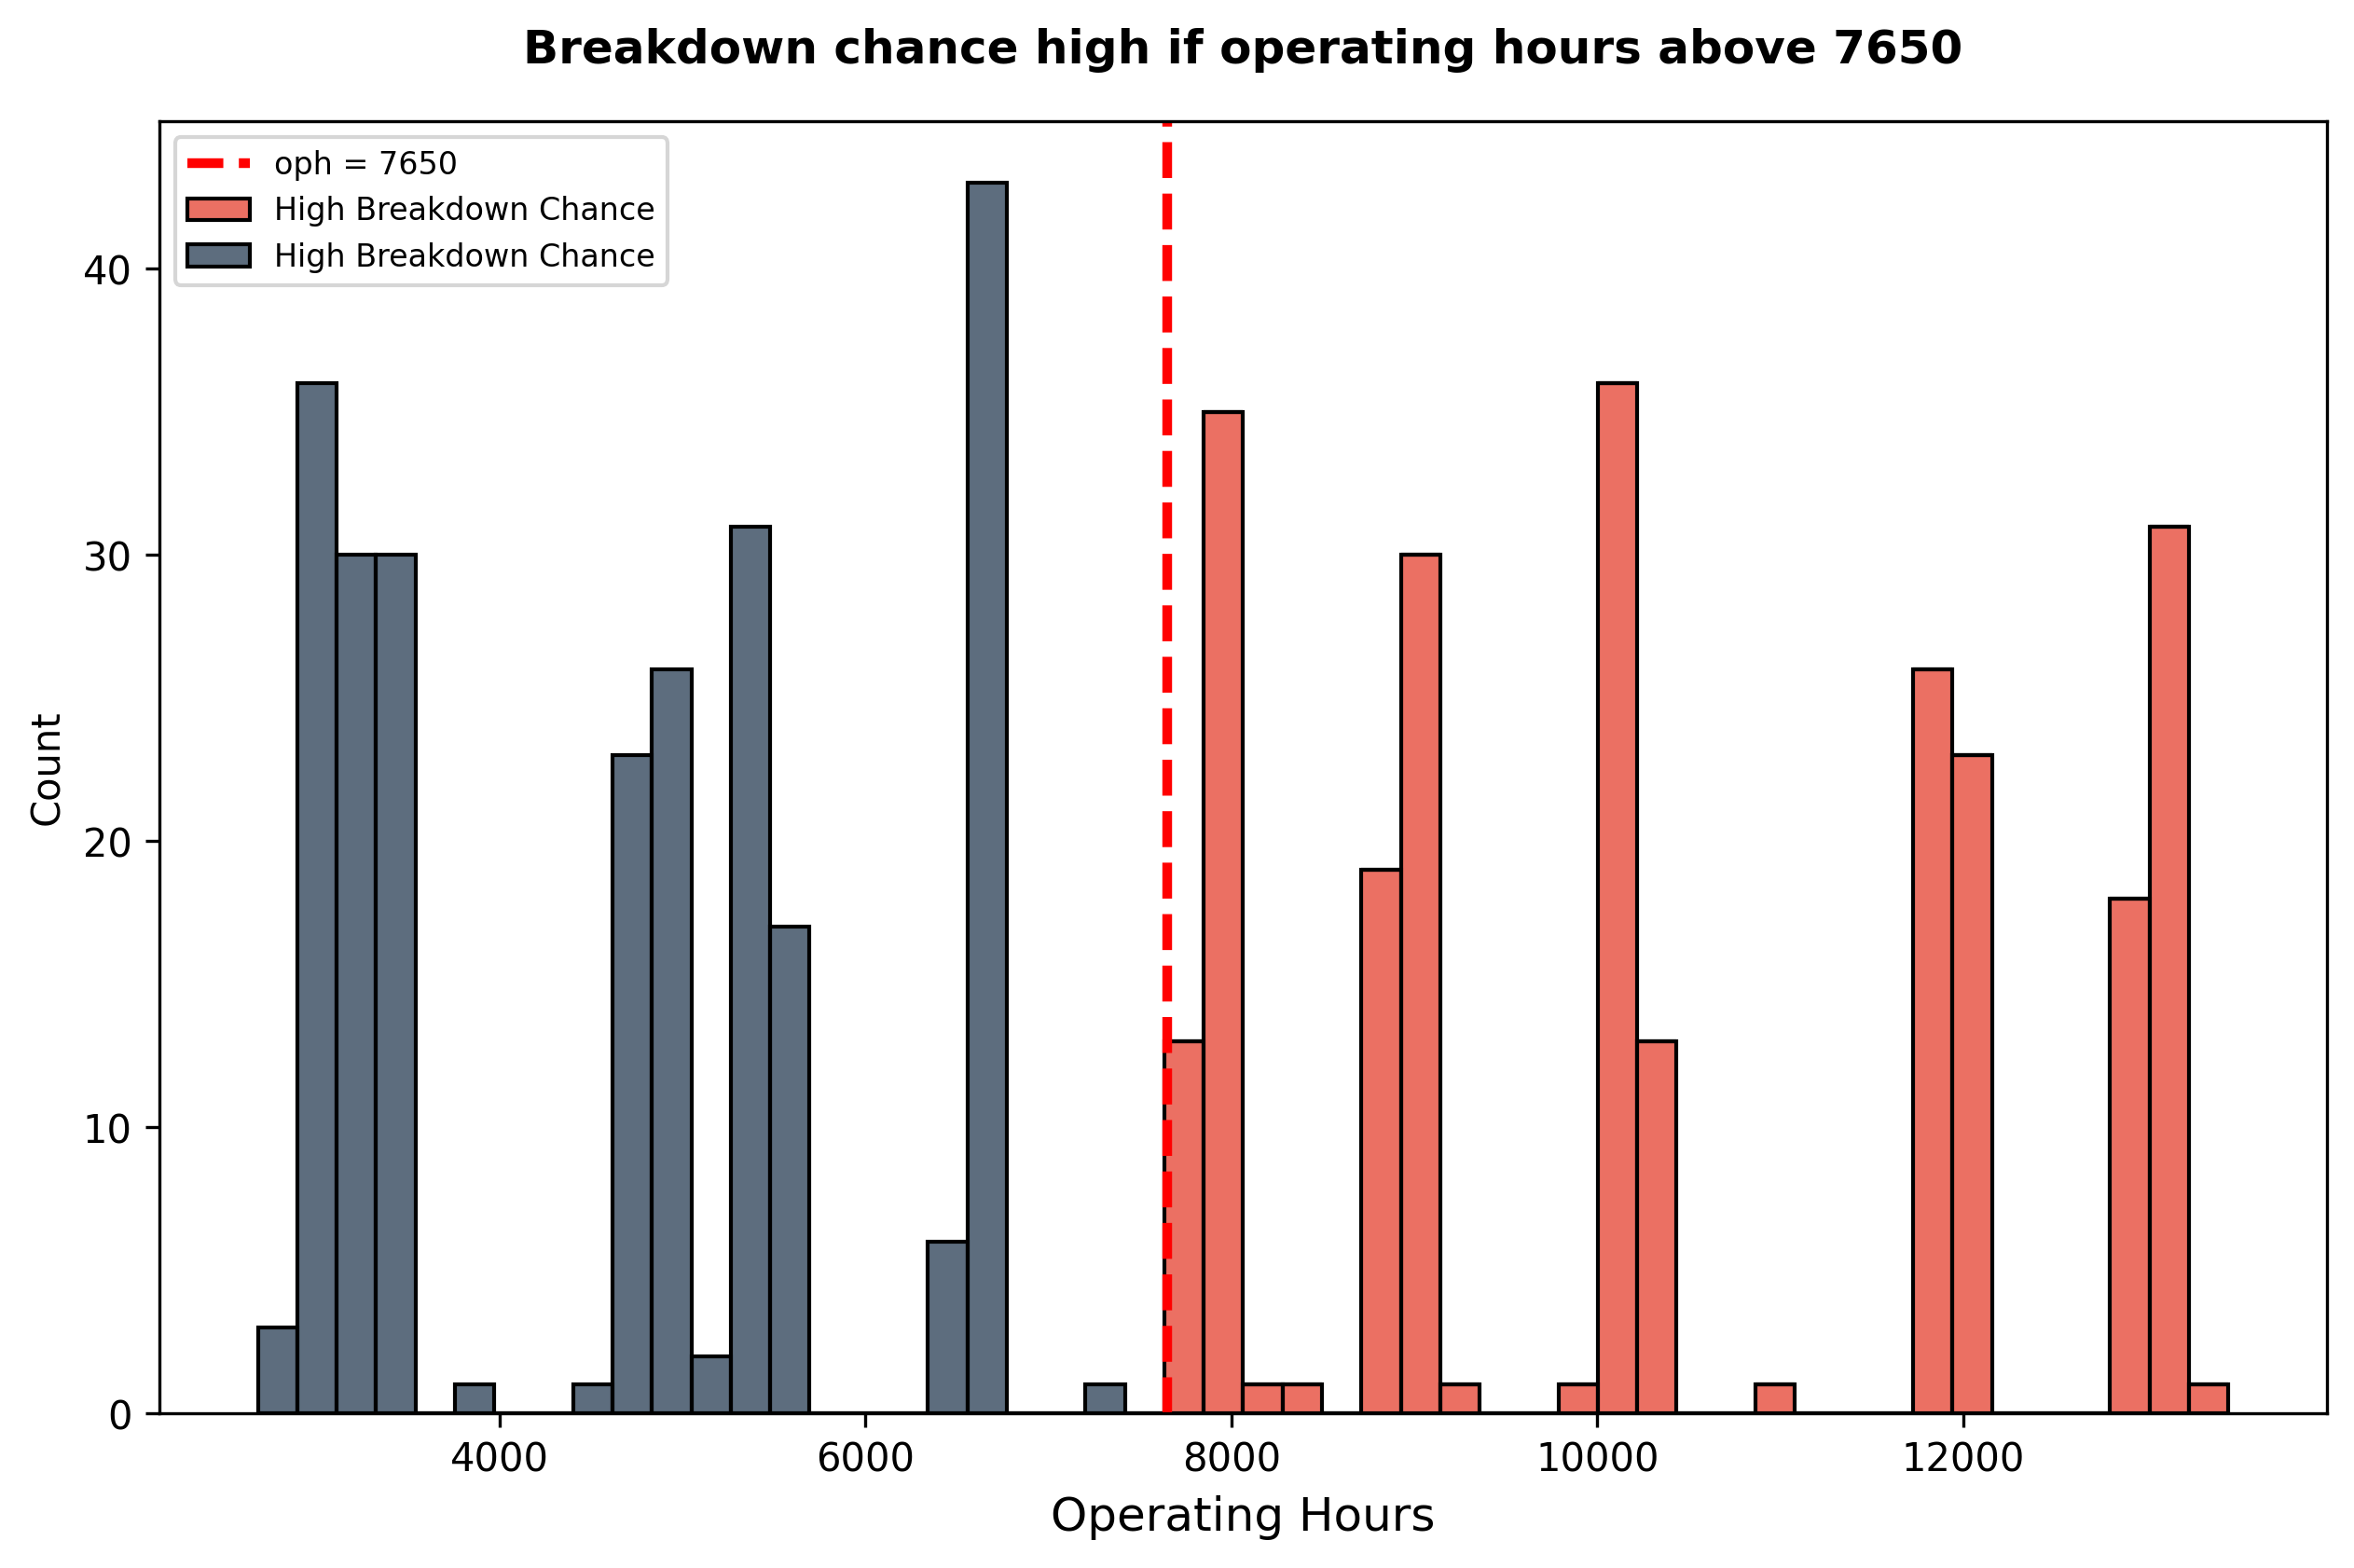 Breakdown chance high if operating hours above 7650
oph = 7650
High Breakdown Chance
High Breakdown Chance
40
30
20
10
0
Count
4000 6000 8000 10000 12000
Operating Hours